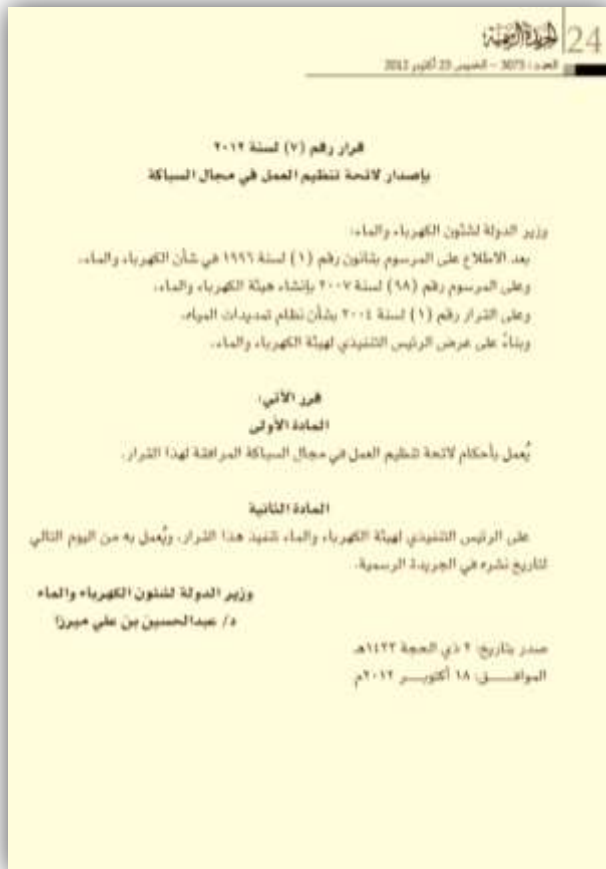 24
الجريدة الرسمية
العدد: 3075 – الخميس 25 أكتوبر 2012
قرار رقم (٧) لسنة ٢٠١٢
بإصدار لائحة تنظيم العمل في مجال السباكة
وزير الدولة لشئون الكهرباء والماء:
بعد الاطلاع على المرسوم بقانون رقم (١) لسنة ١٩٩٦ في شأن الكهرباء والماء،
وعلى المرسوم رقم (٩٨) لسنة ٢٠٠٧ بإنشاء هيئة الكهرباء والماء،
وعلى القرار رقم (١) لسنة ٢٠٠٤ بشأن نظام تمديدات المياه،
وبناءً على عرض الرئيس التنفيذي لهيئة الكهرباء والماء،
قرر الآتي:
المادة الأولى
يُعمل بأحكام لائحة تنظيم العمل في مجال السباكة المرافقة لهذا القرار.
المادة الثانية
على الرئيس التنفيذي لهيئة الكهرباء والماء تنفيذ هذا القرار، ويُعمل به من اليوم التالي
لتاريخ نشره في الجريدة الرسمية.
وزير الدولة لشئون الكهرباء والماء
د/ عبدالحسين بن علي ميرزا
صدر بتاريخ: ٢ ذي الحجة ١٤٣٣هـ
الموافــــق: ١٨ أكتوبـــر ٢٠١٢م